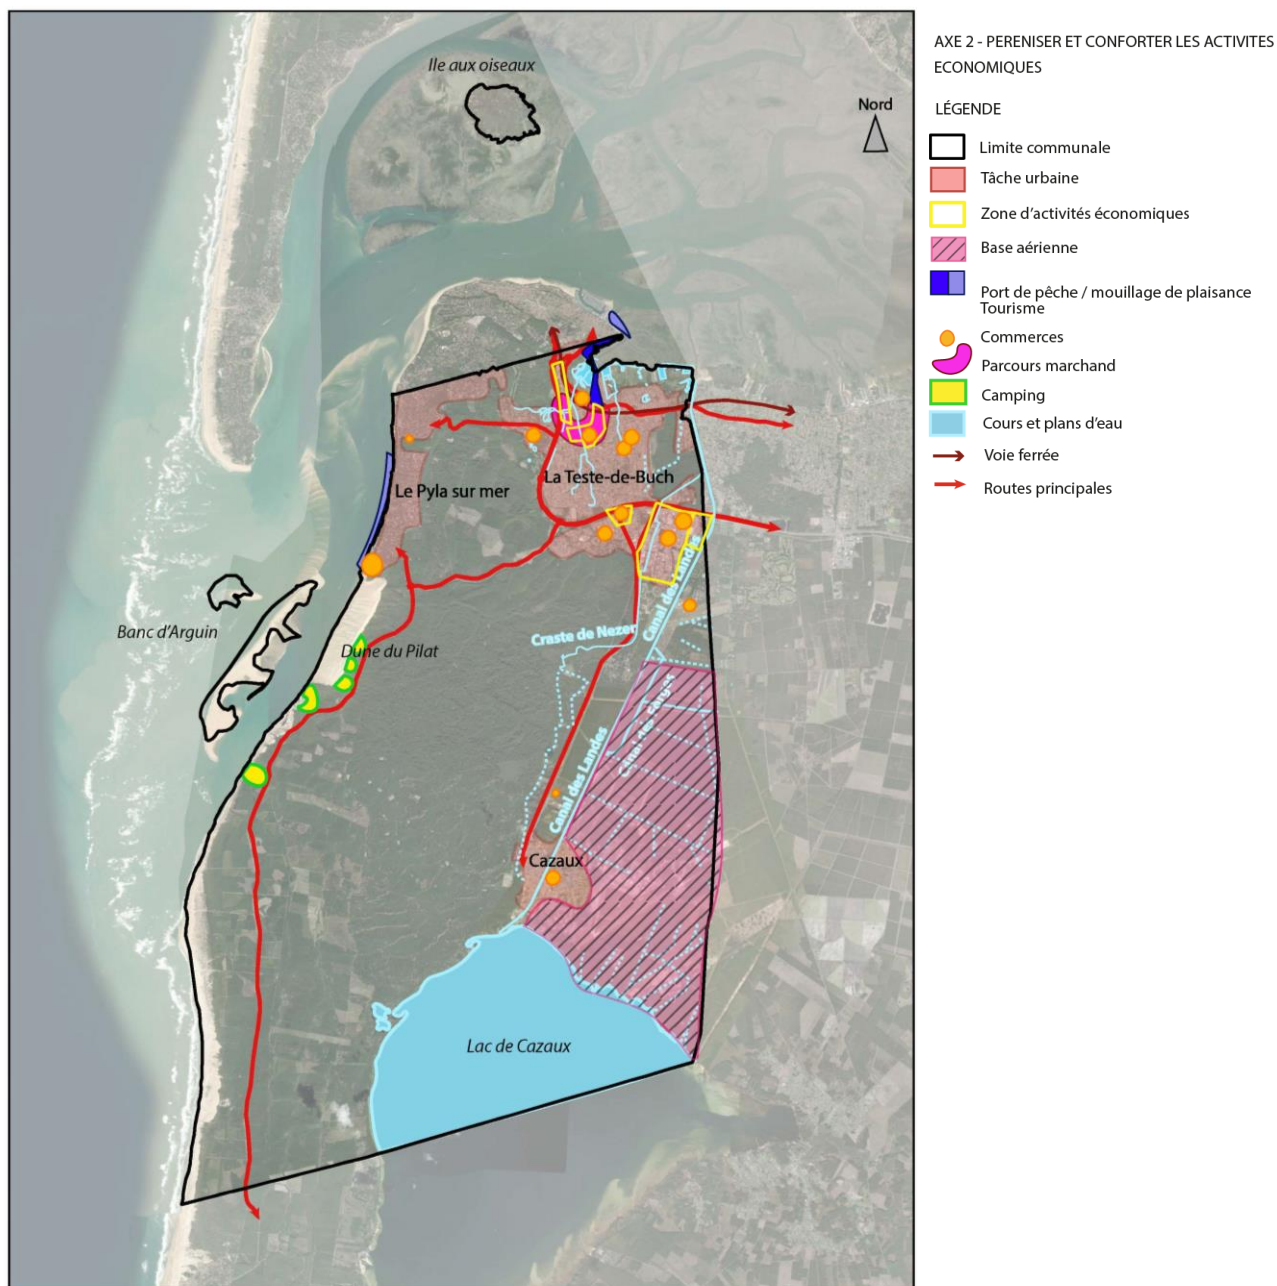 AXE 2 - PERENISER ET CONFORTER LES ACTIVITES
ECONOMIQUES
LÉGENDE
Limite communale
Tâche urbaine
Zone d'activités économiques
Base aérienne
Port de pêche / mouillage de plaisance
Tourisme
Commerces
Parcours marchand
Camping
Cours et plans d'eau
Voie ferrée
Routes principales
Ile aux oiseaux
Nord
La Teste-de-Buch
Le Pyla sur mer
Banc d'Arguin
Dune du Pilat
Craste de Nezer
Canal des Landes
Canal des Forges
Canal des Landes
Cazaux
Lac de Cazaux